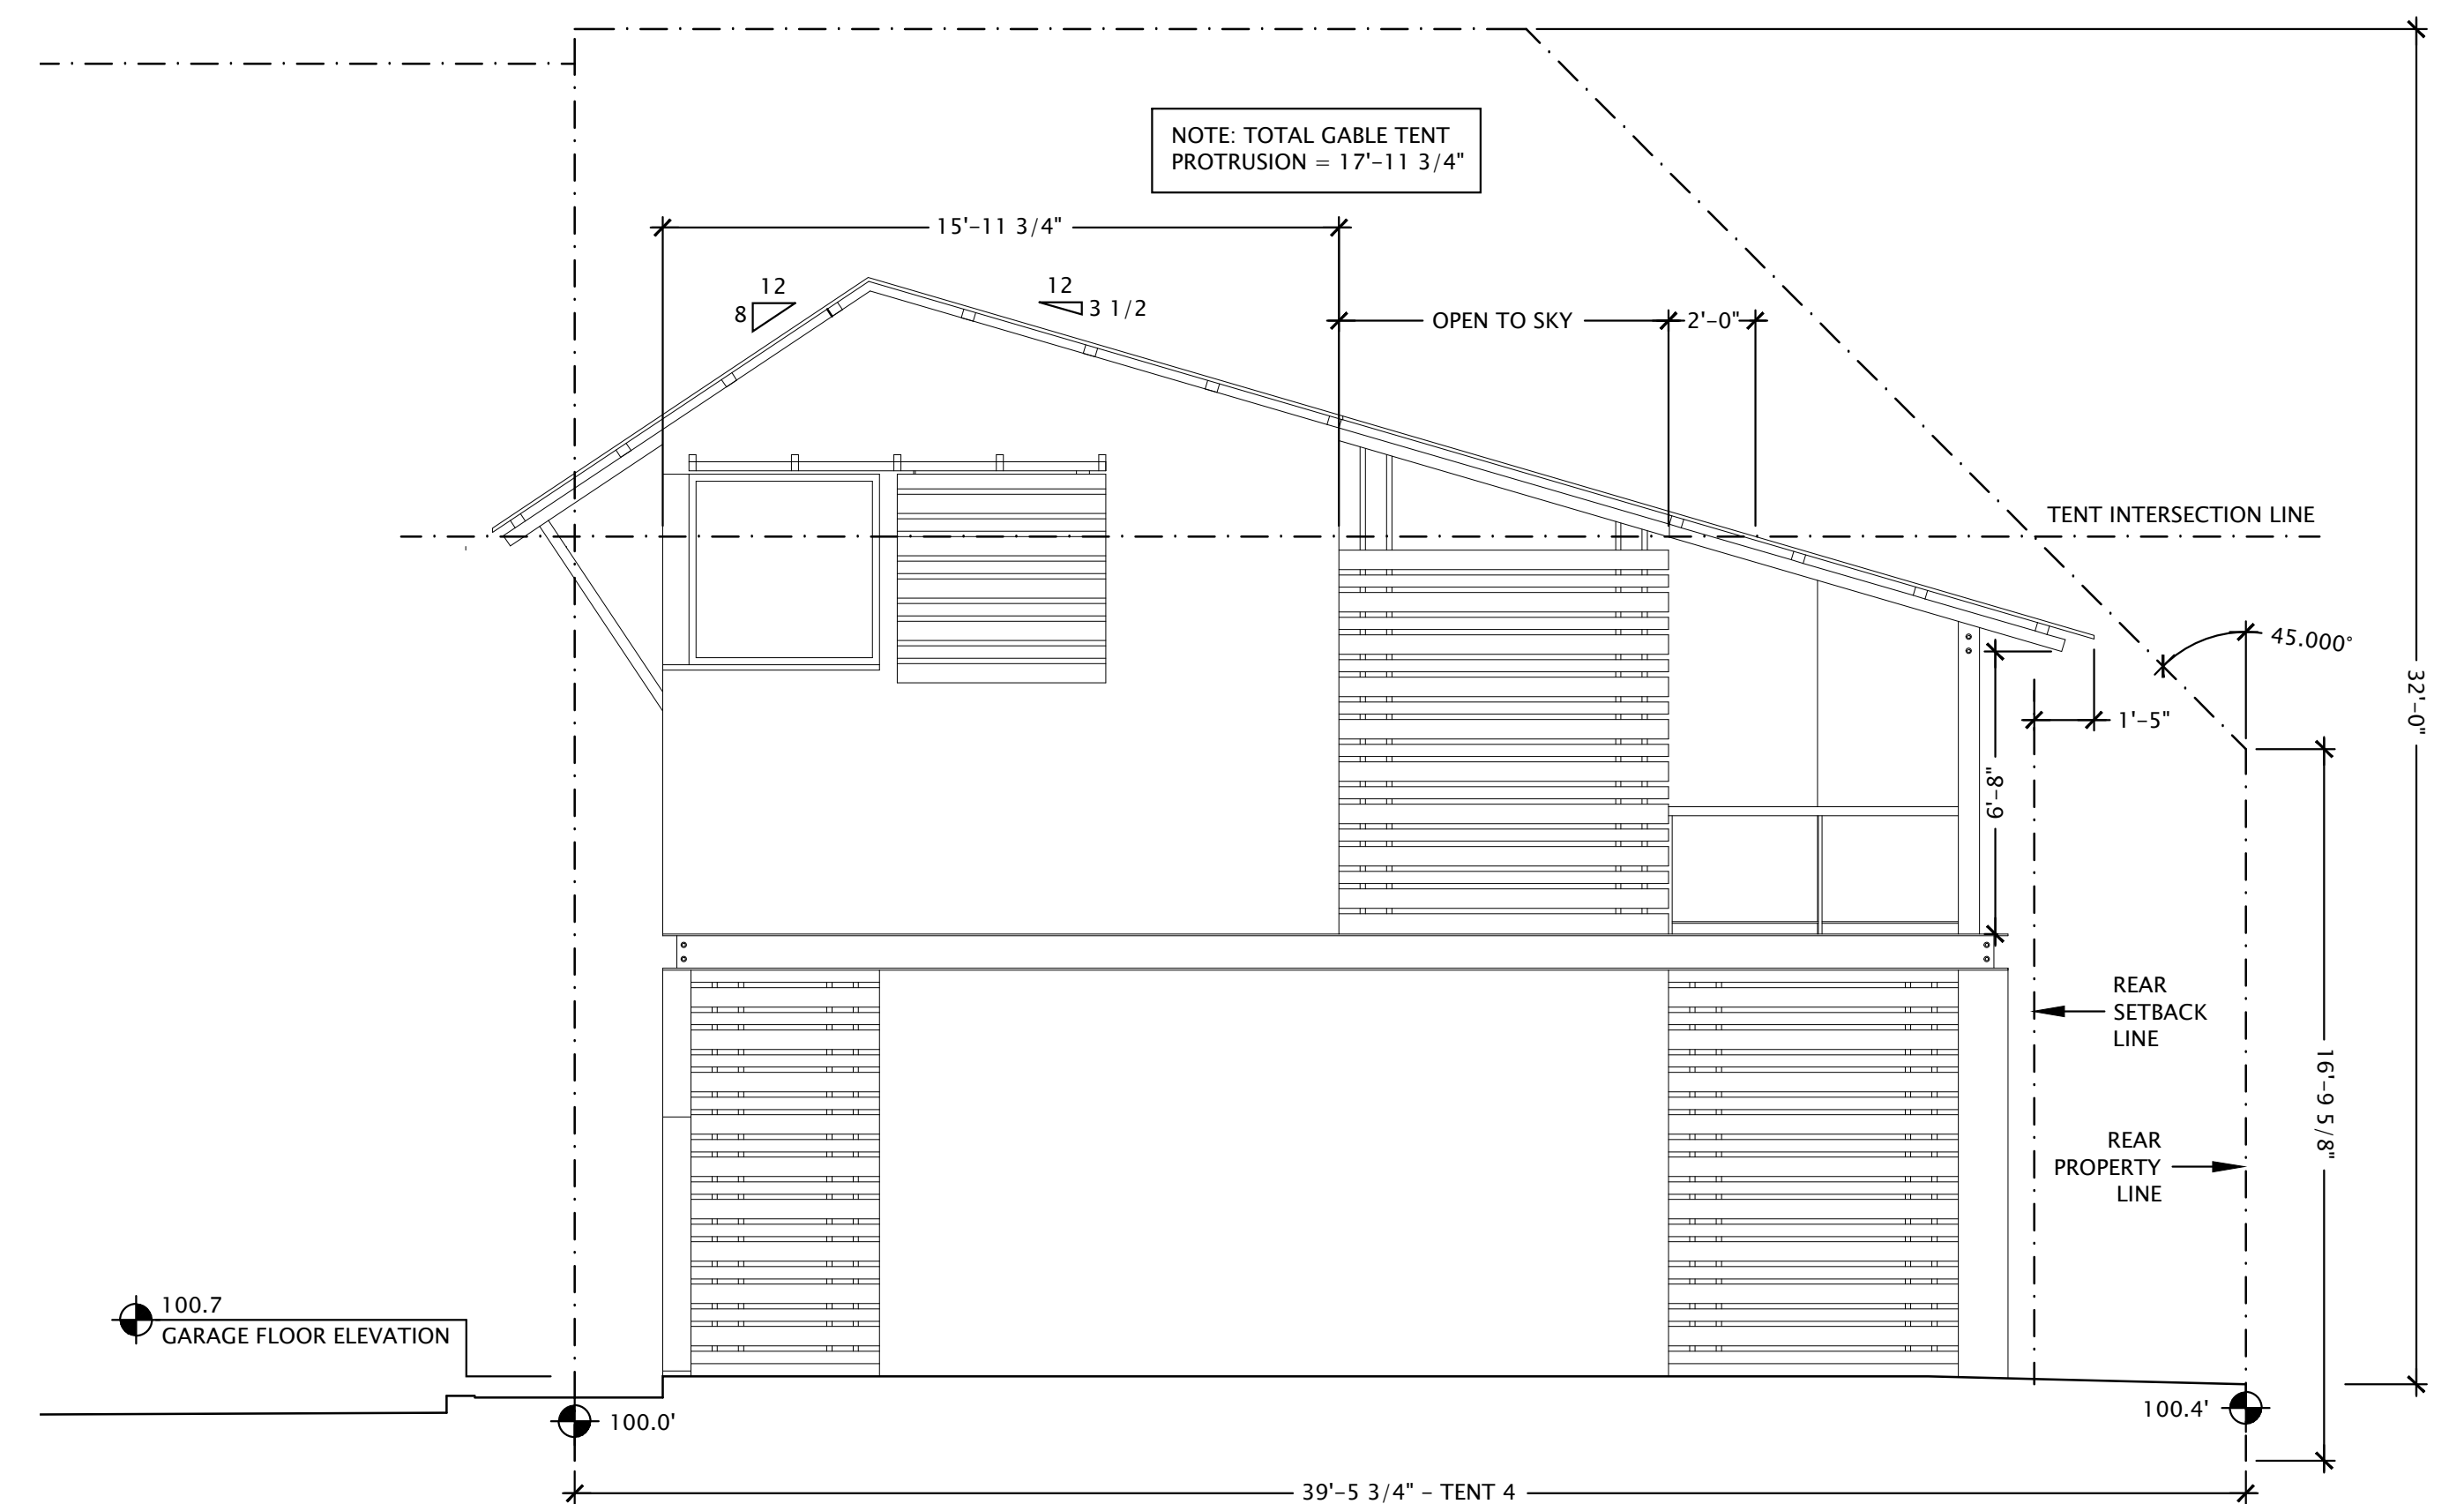 NOTE: TOTAL GABLE TENT
PROTRUSION = 17'-11 3/4"
15'-11 3/4"
12
8
12
3 1/2
OPEN TO SKY
2'-0"
TENT INTERSECTION LINE
45.000°
32'-0"
1'-5"
6'-8"
REAR
SETBACK
LINE
16'-9 5/8"
REAR
PROPERTY
LINE
100.7
GARAGE FLOOR ELEVATION
100.0'
100.4'
39'-5 3/4" - TENT 4